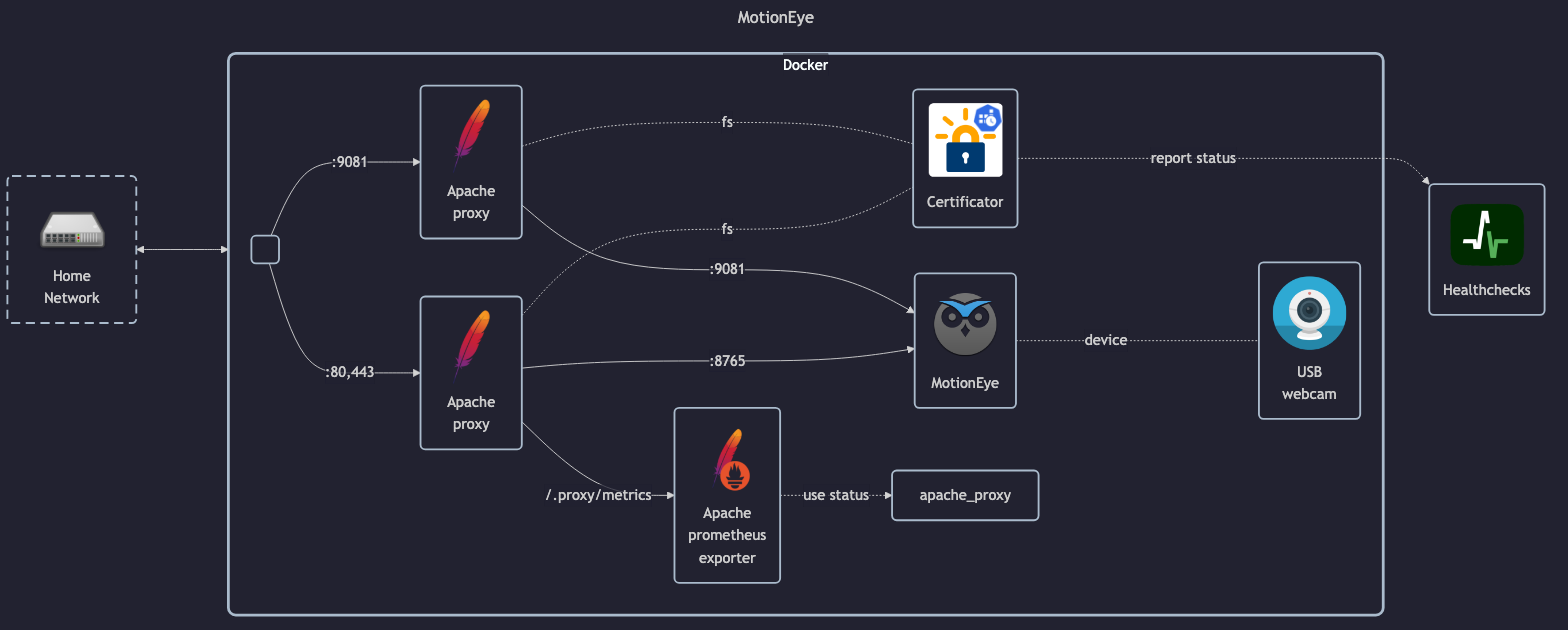 MotionEye
Docker
Home
Network
:9081
:80,443
Apache
proxy
Apache
proxy
fs
fs
:9081
:8765
/.proxy/metrics
Apache
prometheus
exporter
use status
apache_proxy
Certificator
MotionEye
device
USB
webcam
report status
Healthchecks